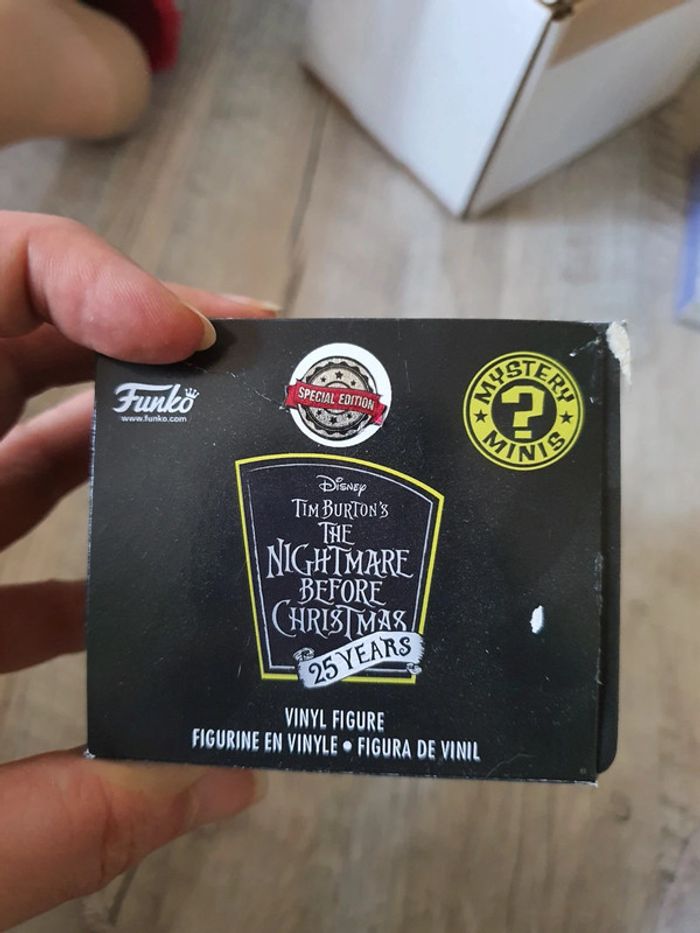 Funko
www.funko.com
SPECIAL EDITION
MYSTERY
?
MINIS
Disney
TIM BURTON'S
THE
NIGHTMARE
BEFORE
CHRISTMAS
25 YEARS
VINYL FIGURE
FIGURINE EN VINYLE • FIGURA DE VINIL